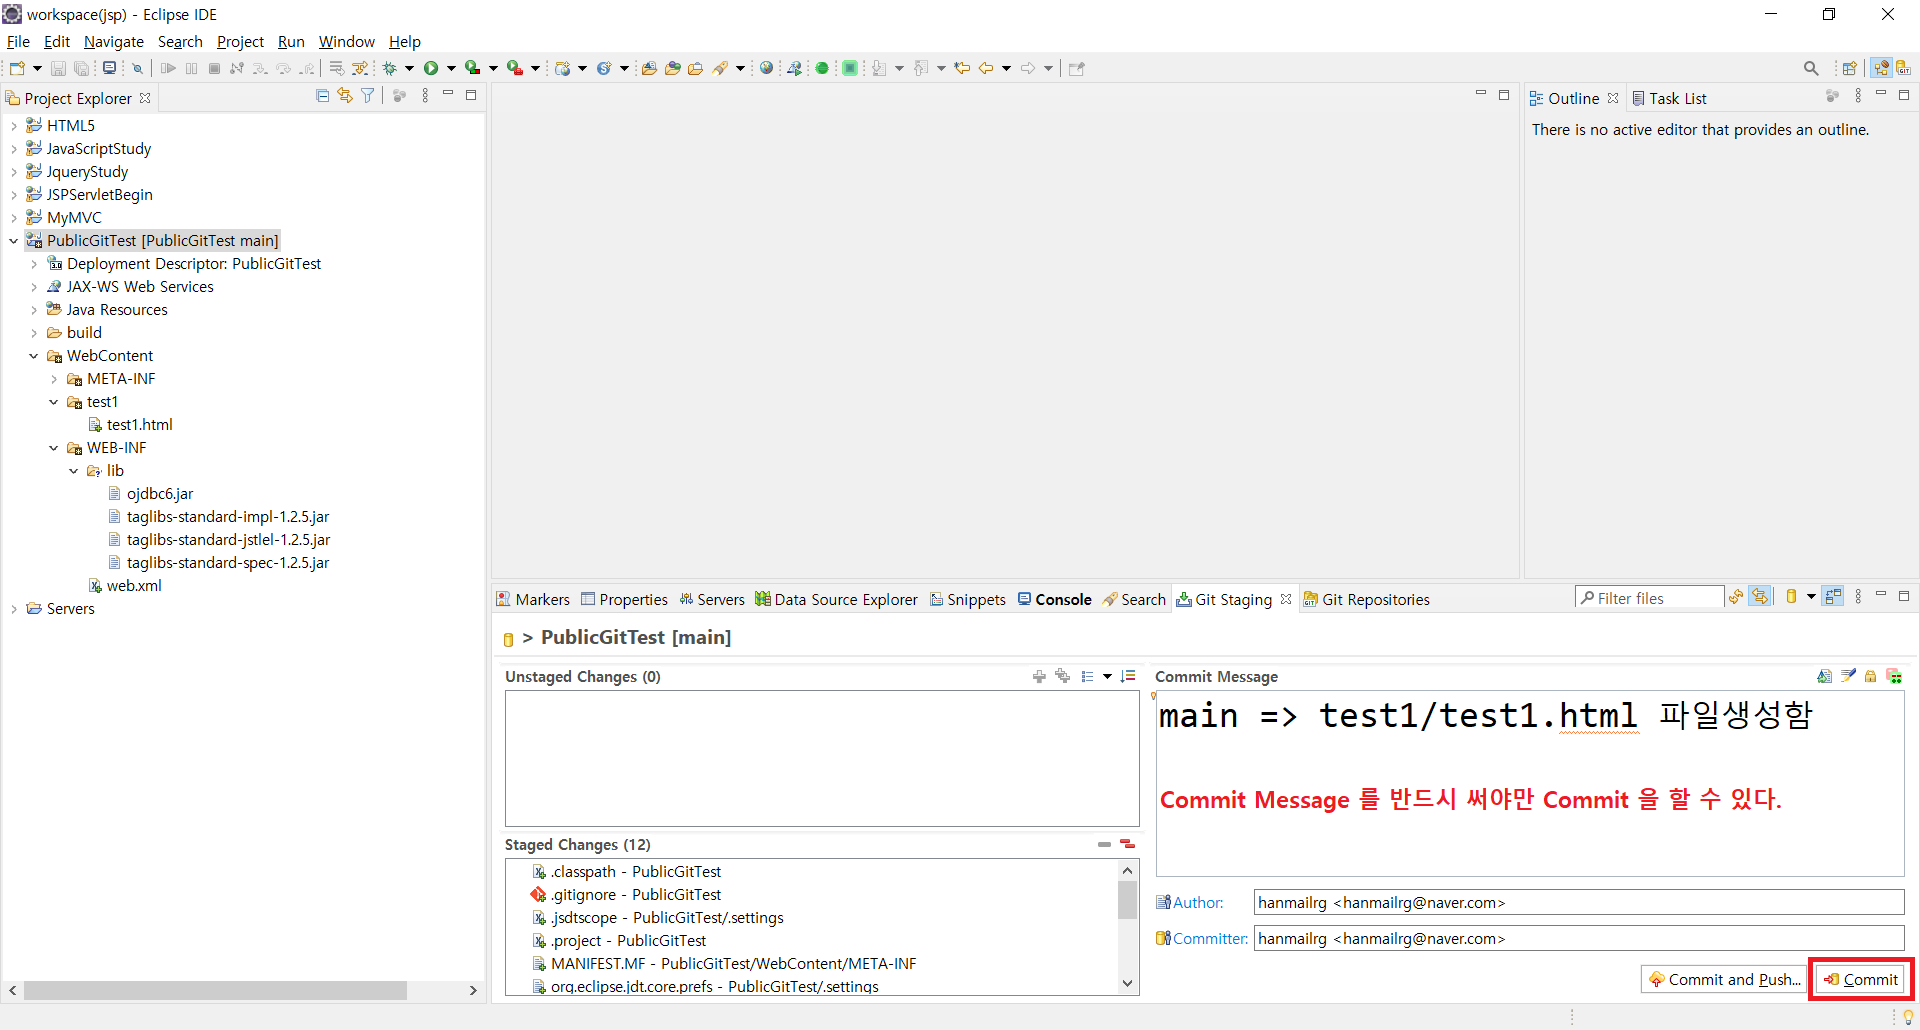 workspace(jsp) - Eclipse IDE
File Edit Navigate Search Project Run Window Help
Project Explorer
HTML5
JavaScriptStudy
JqueryStudy
JSPServletBegin
MyMVC
PublicGitTest [PublicGitTest main]
Deployment Descriptor: PublicGitTest
JAX-WS Web Services
Java Resources
build
WebContent
META-INF
test1
test1.html
WEB-INF
lib
ojdbc6.jar
taglibs-standard-impl-1.2.5.jar
taglibs-standard-jstlel-1.2.5.jar
taglibs-standard-spec-1.2.5.jar
web.xml
Servers
Outline Task List
There is no active editor that provides an outline.
Markers Properties Servers Data Source Explorer Snippets Console Search Git Staging Git Repositories
Filter files
> PublicGitTest [main]
Unstaged Changes (0)
Staged Changes (12)
.classpath - PublicGitTest
.gitignore - PublicGitTest
.jsdtscope - PublicGitTest/.settings
.project - PublicGitTest
MANIFEST.MF - PublicGitTest/WebContent/META-INF
org.eclipse.jdt.core.prefs - PublicGitTest/.settings
Commit Message
main => test1/test1.html 파일생성함
Commit Message 를 반드시 써야만 Commit 을 할 수 있다.
Author: hanmailrg <hanmailrg@naver.com>
Committer: hanmailrg <hanmailrg@naver.com>
Commit and Push... Commit